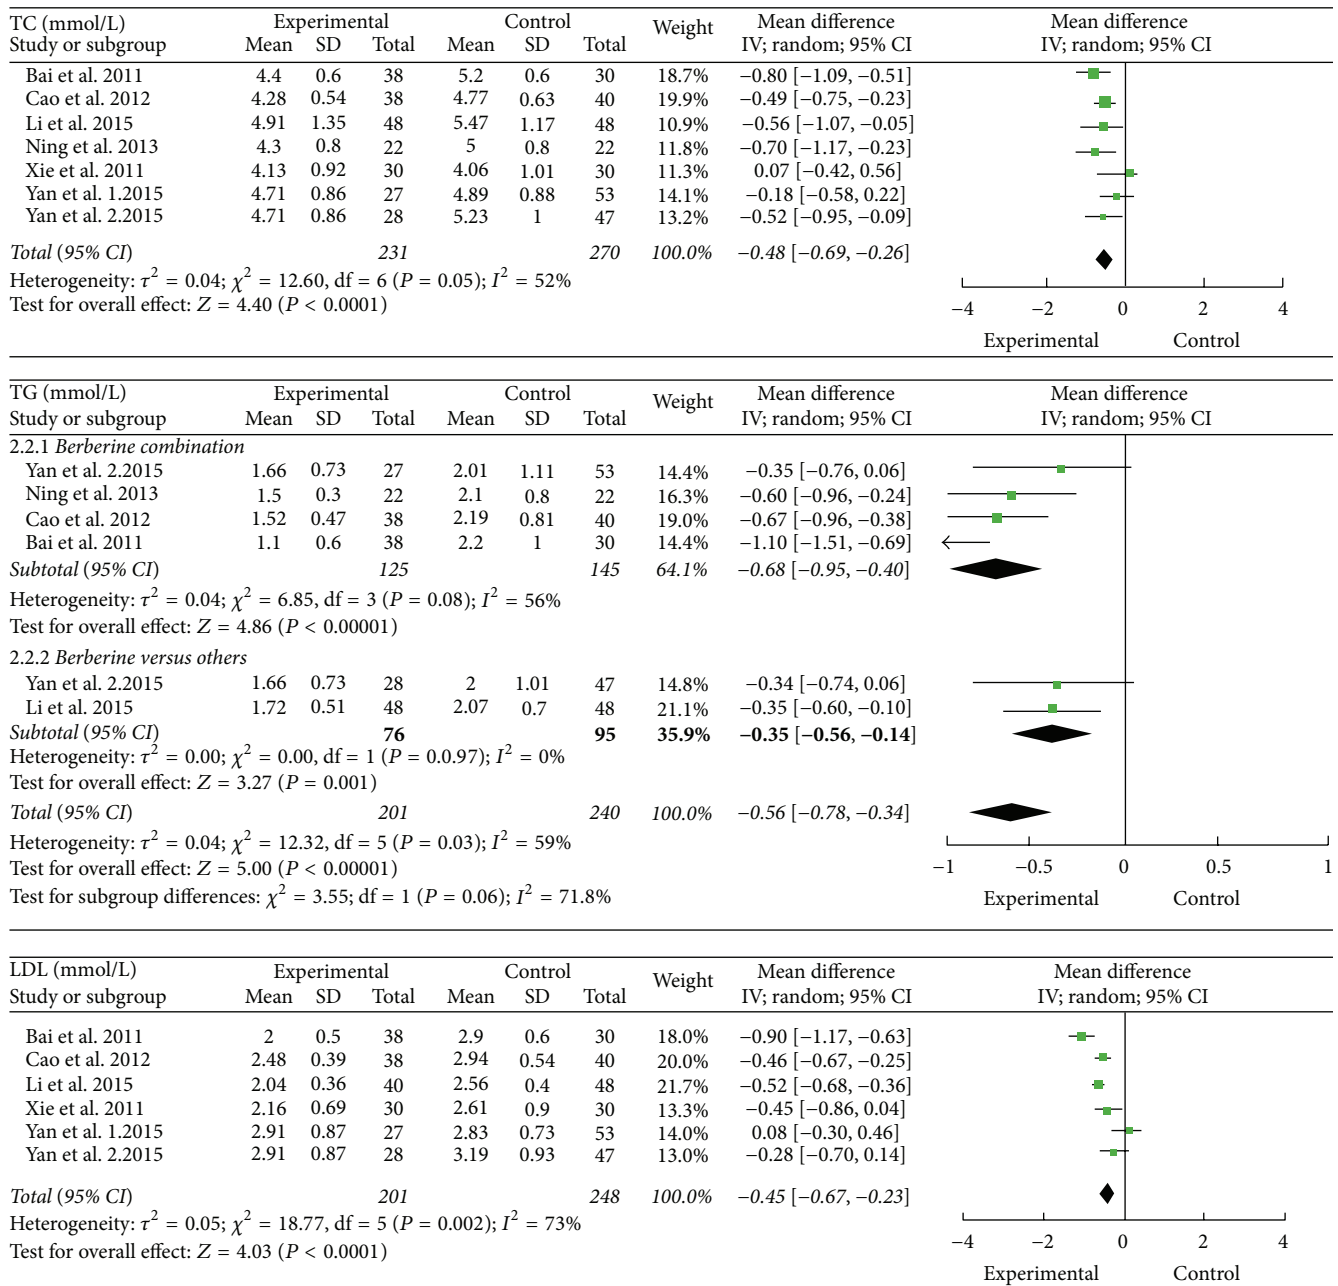 TC (mmol/L) Experimental Control Weight Mean difference Mean difference
Study or subgroup Mean SD Total Mean SD Total IV; random; 95% CI IV; random; 95% CI
Bai et al. 2011 4.4 0.6 38 5.2 0.6 30 18.7% −0.80 [−1.09, −0.51]
Cao et al. 2012 4.28 0.54 38 4.77 0.63 40 19.9% −0.49 [−0.75, −0.23]
Li et al. 2015 4.91 1.35 48 5.47 1.17 48 10.9% −0.56 [−1.07, −0.05]
Ning et al. 2013 4.3 0.8 22 5 0.8 22 11.8% −0.70 [−1.17, −0.23]
Xie et al. 2011 4.13 0.92 30 4.06 1.01 30 11.3% 0.07 [−0.42, 0.56]
Yan et al. 1.2015 4.71 0.86 27 4.89 0.88 53 14.1% −0.18 [−0.58, 0.22]
Yan et al. 2.2015 4.71 0.86 28 5.23 1 47 13.2% −0.52 [−0.95, −0.09]
Total (95% CI) 231 270 100.0% −0.48 [−0.69, −0.26]
Heterogeneity: τ² = 0.04; χ² = 12.60, df = 6 (P = 0.05); I² = 52%
Test for overall effect: Z = 4.40 (P < 0.0001)
−4 −2 0 2 4
Experimental Control
TG (mmol/L) Experimental Control Weight Mean difference Mean difference
Study or subgroup Mean SD Total Mean SD Total IV; random; 95% CI IV; random; 95% CI
2.2.1 Berberine combination
Yan et al. 2.2015 1.66 0.73 27 2.01 1.11 53 14.4% −0.35 [−0.76, 0.06]
Ning et al. 2013 1.5 0.3 22 2.1 0.8 22 16.3% −0.60 [−0.96, −0.24]
Cao et al. 2012 1.52 0.47 38 2.19 0.81 40 19.0% −0.67 [−0.96, −0.38]
Bai et al. 2011 1.1 0.6 38 2.2 1 30 14.4% −1.10 [−1.51, −0.69]
Subtotal (95% CI) 125 145 64.1% −0.68 [−0.95, −0.40]
Heterogeneity: τ² = 0.04; χ² = 6.85, df = 3 (P = 0.08); I² = 56%
Test for overall effect: Z = 4.86 (P < 0.00001)
2.2.2 Berberine versus others
Yan et al. 2.2015 1.66 0.73 28 2 1.01 47 14.8% −0.34 [−0.74, 0.06]
Li et al. 2015 1.72 0.51 48 2.07 0.7 48 21.1% −0.35 [−0.60, −0.10]
Subtotal (95% CI) 76 95 35.9% −0.35 [−0.56, −0.14]
Heterogeneity: τ² = 0.00; χ² = 0.00, df = 1 (P = 0.0.97); I² = 0%
Test for overall effect: Z = 3.27 (P = 0.001)
Total (95% CI) 201 240 100.0% −0.56 [−0.78, −0.34]
Heterogeneity: τ² = 0.04; χ² = 12.32, df = 5 (P = 0.03); I² = 59%
Test for overall effect: Z = 5.00 (P < 0.00001)
Test for subgroup differences: χ² = 3.55; df = 1 (P = 0.06); I² = 71.8%
−1 −0.5 0 0.5 1
Experimental Control
LDL (mmol/L) Experimental Control Weight Mean difference Mean difference
Study or subgroup Mean SD Total Mean SD Total IV; random; 95% CI IV; random; 95% CI
Bai et al. 2011 2 0.5 38 2.9 0.6 30 18.0% −0.90 [−1.17, −0.63]
Cao et al. 2012 2.48 0.39 38 2.94 0.54 40 20.0% −0.46 [−0.67, −0.25]
Li et al. 2015 2.04 0.36 40 2.56 0.4 48 21.7% −0.52 [−0.68, −0.36]
Xie et al. 2011 2.16 0.69 30 2.61 0.9 30 13.3% −0.45 [−0.86, 0.04]
Yan et al. 1.2015 2.91 0.87 27 2.83 0.73 53 14.0% 0.08 [−0.30, 0.46]
Yan et al. 2.2015 2.91 0.87 28 3.19 0.93 47 13.0% −0.28 [−0.70, 0.14]
Total (95% CI) 201 248 100.0% −0.45 [−0.67, −0.23]
Heterogeneity: τ² = 0.05; χ² = 18.77, df = 5 (P = 0.002); I² = 73%
Test for overall effect: Z = 4.03 (P < 0.0001)
−4 −2 0 2 4
Experimental Control